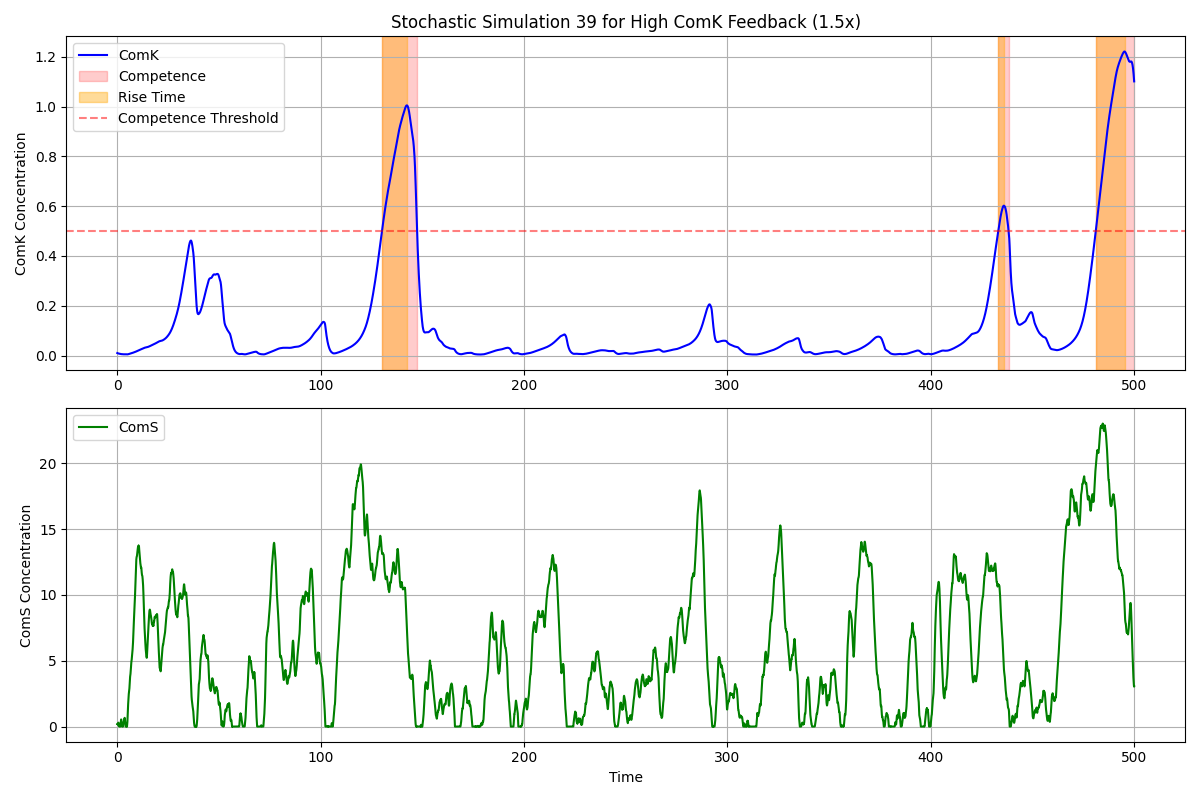 Stochastic Simulation 39 for High ComK Feedback (1.5x)
ComK
Competence
Rise Time
Competence Threshold
ComK Concentration
1.2
1.0
0.8
0.6
0.4
0.2
0.0
0 100 200 300 400 500
ComS
ComS Concentration
20
15
10
5
0
0 100 200 300 400 500
Time